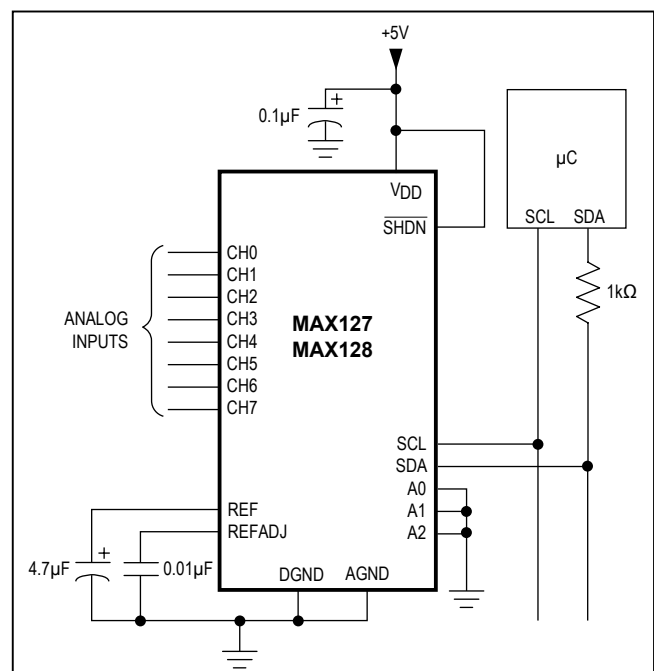 +5V
0.1µF
+
µC
SCL SDA
1kΩ
VDD
SHDN
CH0
CH1
CH2
CH3
CH4
CH5
CH6
CH7
ANALOG
INPUTS
MAX127
MAX128
SCL
SDA
A0
A1
A2
REF
REFADJ
4.7µF
+
0.01µF
DGND AGND